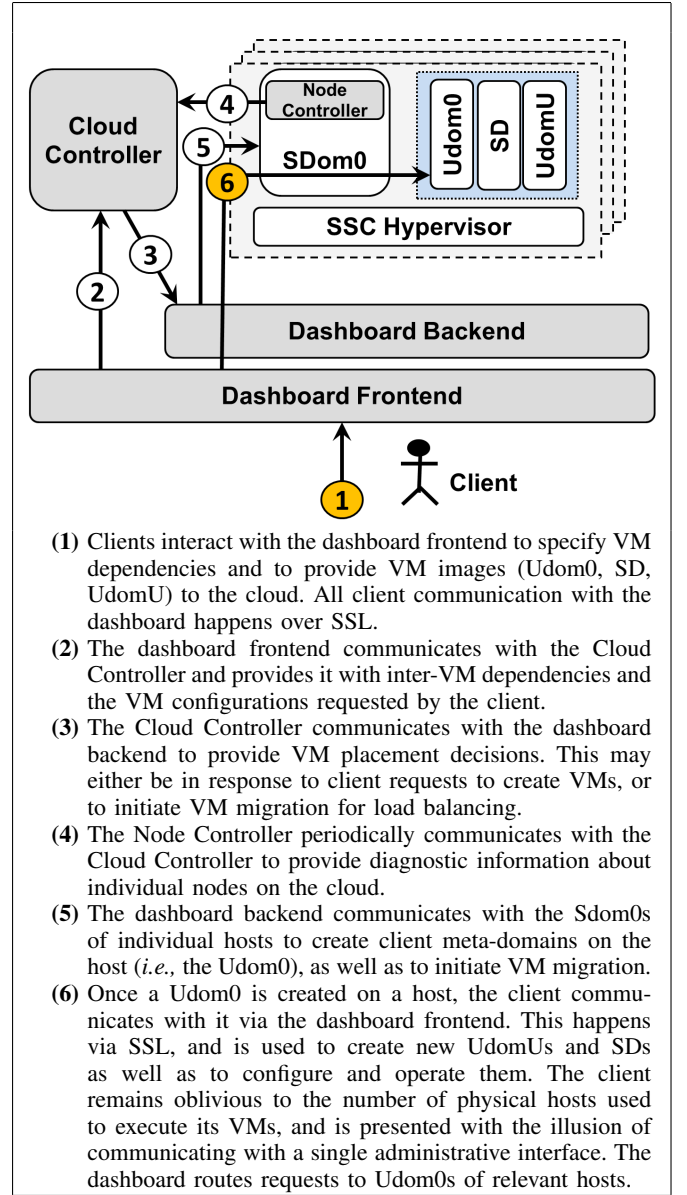 Node
Controller
4
Cloud
Controller
5
SDom0
6
Udom0
SD
UdomU
SSC Hypervisor
3
2
Dashboard Backend
Dashboard Frontend
1
Client
(1) Clients interact with the dashboard frontend to specify VM
dependencies and to provide VM images (Udom0, SD,
UdomU) to the cloud. All client communication with the
dashboard happens over SSL.
(2) The dashboard frontend communicates with the Cloud
Controller and provides it with inter-VM dependencies and
the VM configurations requested by the client.
(3) The Cloud Controller communicates with the dashboard
backend to provide VM placement decisions. This may
either be in response to client requests to create VMs, or
to initiate VM migration for load balancing.
(4) The Node Controller periodically communicates with the
Cloud Controller to provide diagnostic information about
individual nodes on the cloud.
(5) The dashboard backend communicates with the Sdom0s
of individual hosts to create client meta-domains on the
host (i.e., the Udom0), as well as to initiate VM migration.
(6) Once a Udom0 is created on a host, the client commu-
nicates with it via the dashboard frontend. This happens
via SSL, and is used to create new UdomUs and SDs
as well as to configure and operate them. The client
remains oblivious to the number of physical hosts used
to execute its VMs, and is presented with the illusion of
communicating with a single administrative interface. The
dashboard routes requests to Udom0s of relevant hosts.